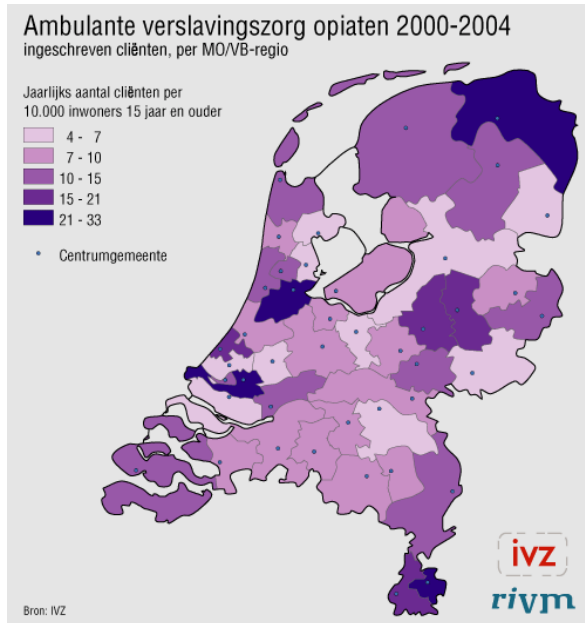 Ambulante verslavingszorg opiaten 2000-2004
ingeschreven cliënten, per MO/VB-regio
Jaarlijks aantal cliënten per
10.000 inwoners 15 jaar en ouder
4 - 7
7 - 10
10 - 15
15 - 21
21 - 33
Centrumgemeente
ivz
rivm
Bron: IVZ